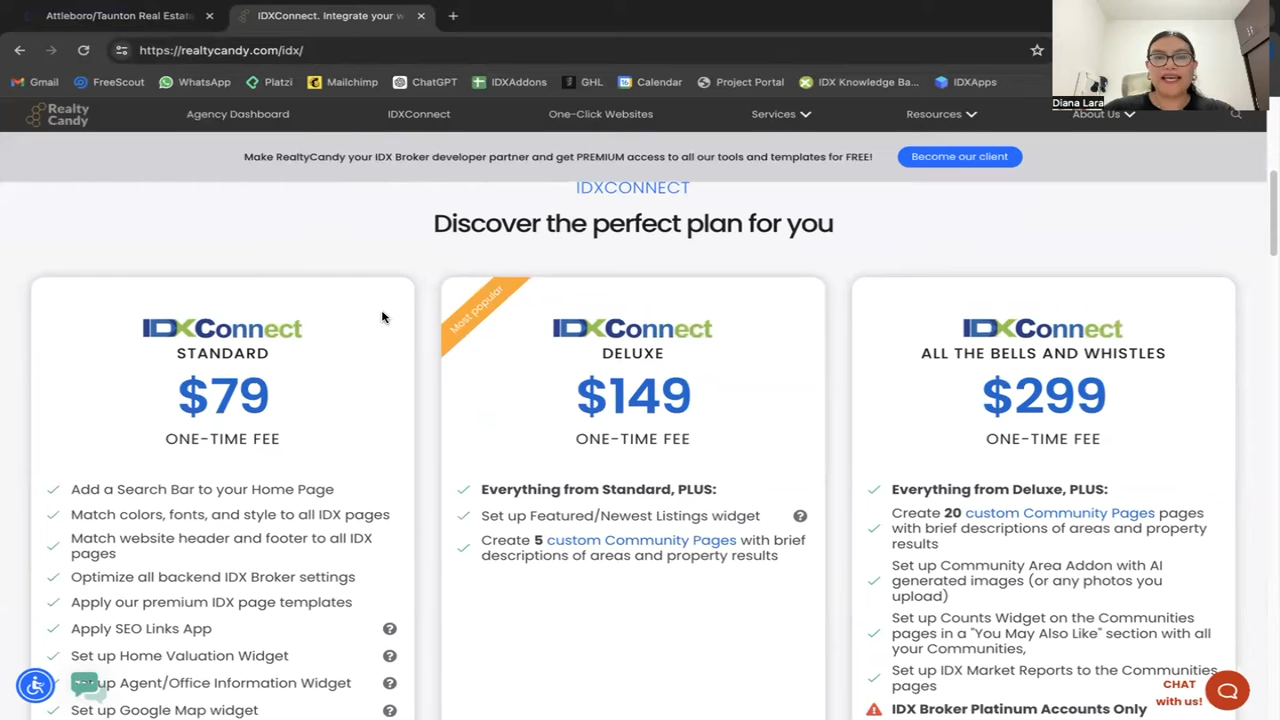 Attleboro/Taunton Real Estate
IDXConnect. Integrate your w
https://realtycandy.com/idx/
Gmail
FreeScout
WhatsApp
Platzi
Mailchimp
ChatGPT
IDXAddons
GHL
Calendar
Project Portal
IDX Knowledge Ba...
IDXApps
Diana Lara
Realty
Candy
Agency Dashboard
IDXConnect
One-Click Websites
Services
Resources
About Us
Make RealtyCandy your IDX Broker developer partner and get PREMIUM access to all our tools and templates for FREE!
Become our client
IDXCONNECT
Discover the perfect plan for you
IDXConnect
STANDARD
$79
ONE-TIME FEE
Add a Search Bar to your Home Page
Match colors, fonts, and style to all IDX pages
Match website header and footer to all IDX
pages
Optimize all backend IDX Broker settings
Apply our premium IDX page templates
Apply SEO Links App
Set up Home Valuation Widget
Set up Agent/Office Information Widget
Set up Google Map widget
Most popular
IDXConnect
DELUXE
$149
ONE-TIME FEE
Everything from Standard, PLUS:
Set up Featured/Newest Listings widget
Create 5 custom Community Pages with brief
descriptions of areas and property results
IDXConnect
ALL THE BELLS AND WHISTLES
$299
ONE-TIME FEE
Everything from Deluxe, PLUS:
Create 20 custom Community Pages pages
with brief descriptions of areas and property
results
Set up Community Area Addon with AI
generated images (or any photos you
upload)
Set up Counts Widget on the Communities
pages in a "You May Also Like" section with all
your Communities,
Set up IDX Market Reports to the Communities
pages
IDX Broker Platinum Accounts Only
CHAT
with us!